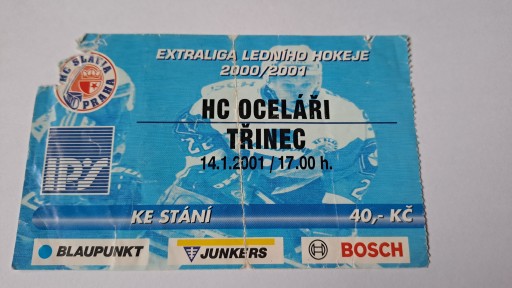 HC SLAVIA
PRAHA
EXTRALIGA LEDNÍHO HOKEJE
2000/2001
HC OCELÁŘI
TŘINEC
14.1.2001 / 17.00 h.
IPS
KE STÁNÍ
40,- KČ
BLAUPUNKT
JUNKERS
BOSCH